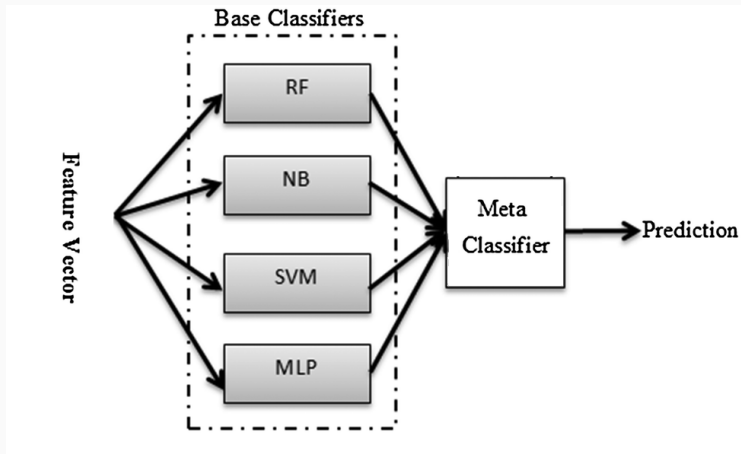 Base Classifiers
Feature Vector
RF
NB
SVM
MLP
Meta
Classifier
Prediction